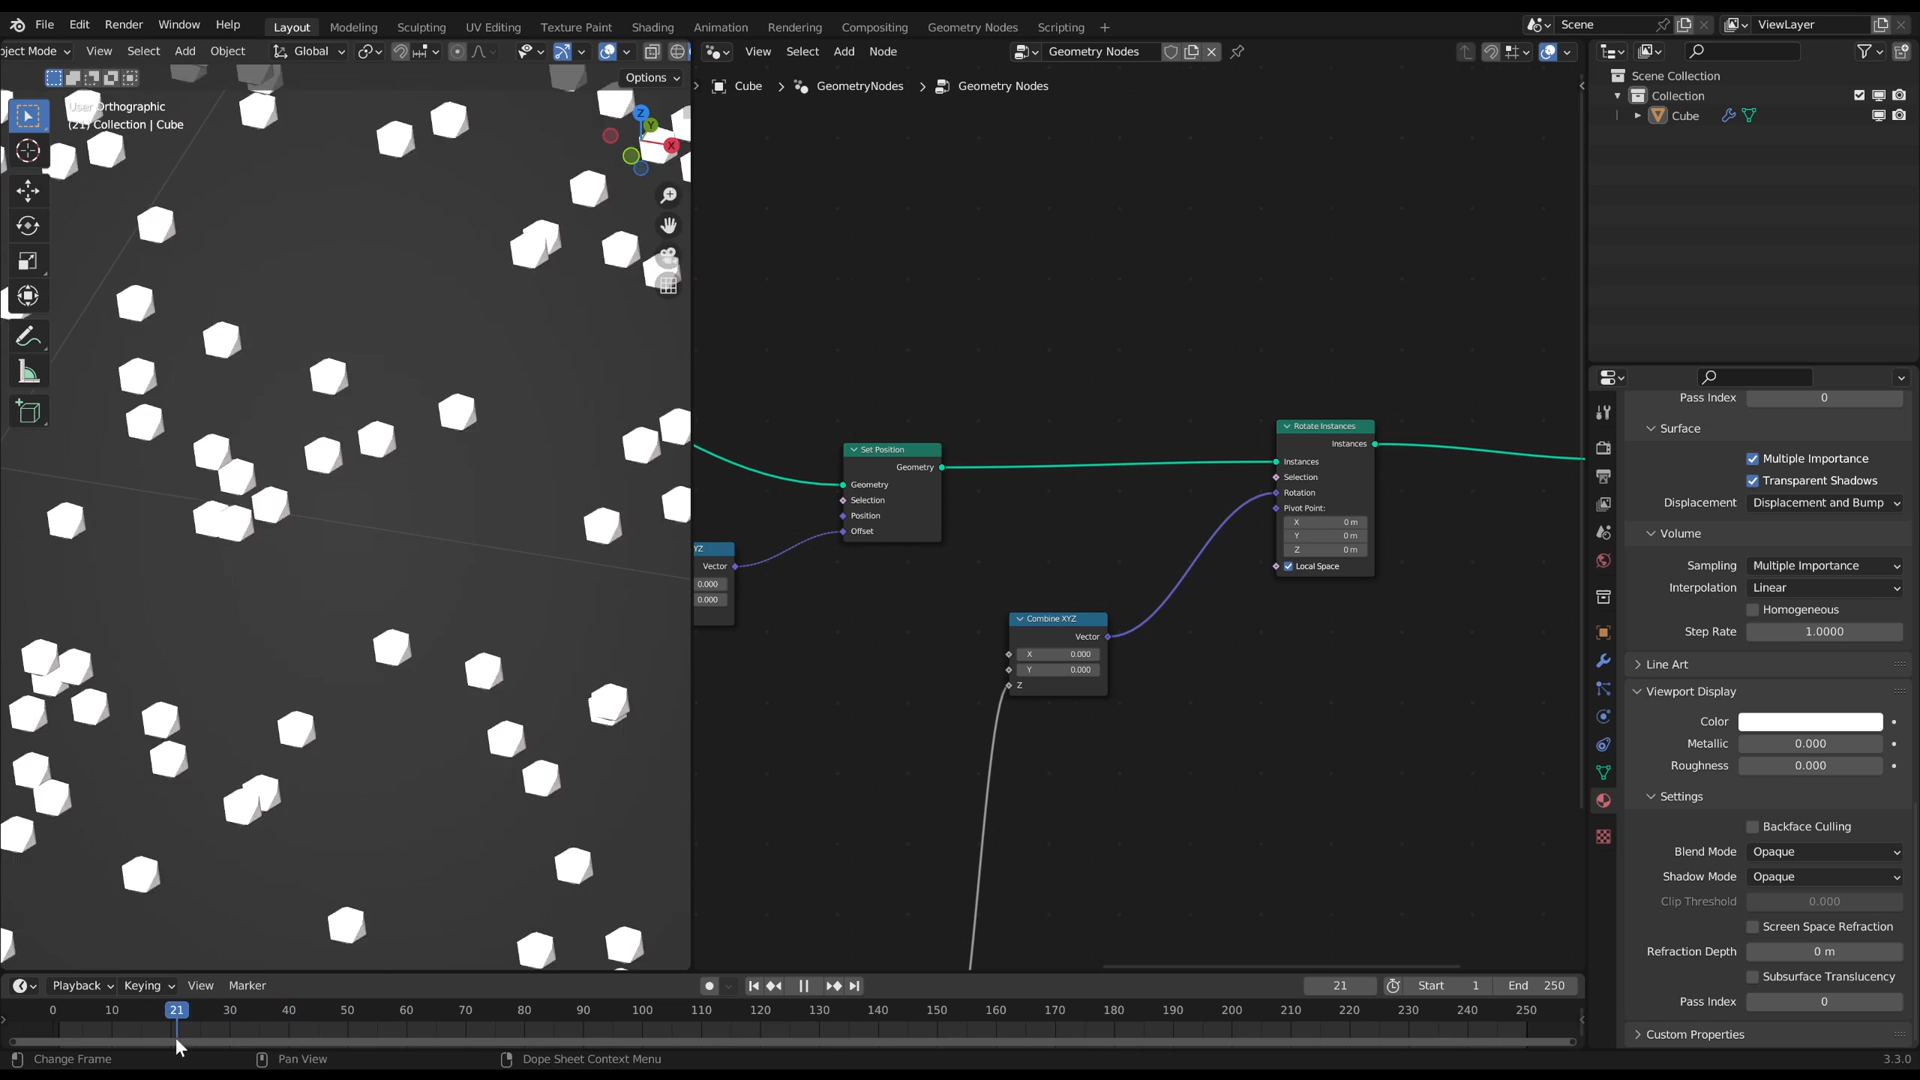 File Edit Render Window Help Layout Modeling Sculpting UV Editing Texture Paint Shading Animation Rendering Compositing Geometry Nodes Scripting + Scene ViewLayer
ject Mode View Select Add Object Global View Select Add Node Geometry Nodes
Options
Cube > GeometryNodes > Geometry Nodes
User Orthographic
(21) Collection | Cube
Z
Y
X
Scene Collection
Collection
Cube
Set Position
Geometry
Geometry
Selection
Position
Offset
YZ
Vector
0.000
0.000
Rotate Instances
Instances
Instances
Selection
Rotation
Pivot Point:
X 0 m
Y 0 m
Z 0 m
Local Space
Combine XYZ
Vector
X 0.000
Y 0.000
Z
Pass Index 0
Surface
Multiple Importance
Transparent Shadows
Displacement Displacement and Bump
Volume
Sampling Multiple Importance
Interpolation Linear
Homogeneous
Step Rate 1.0000
Line Art
Viewport Display
Color
Metallic 0.000
Roughness 0.000
Settings
Backface Culling
Blend Mode Opaque
Shadow Mode Opaque
Clip Threshold 0.000
Screen Space Refraction
Refraction Depth 0 m
Subsurface Translucency
Pass Index 0
Custom Properties
Playback Keying View Marker 21 Start 1 End 250
0 10 21 30 40 50 60 70 80 90 100 110 120 130 140 150 160 170 180 190 200 210 220 230 240 250
Change Frame Pan View Dope Sheet Context Menu 3.3.0